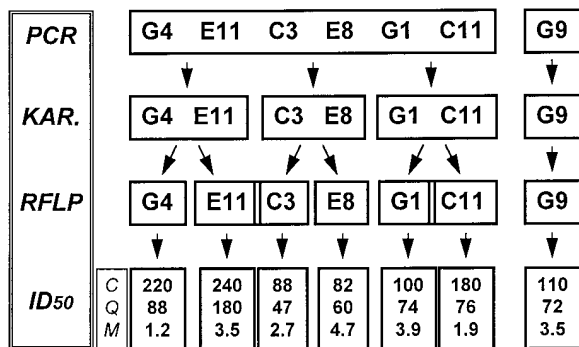 PCR G4 E11 C3 E8 G1 C11 G9
KAR. G4 E11 C3 E8 G1 C11 G9
RFLP G4 E11 C3 E8 G1 C11 G9
C 220 240 88 82 100 180 110
ID50 Q 88 180 47 60 74 76 72
M 1.2 3.5 2.7 4.7 3.9 1.9 3.5